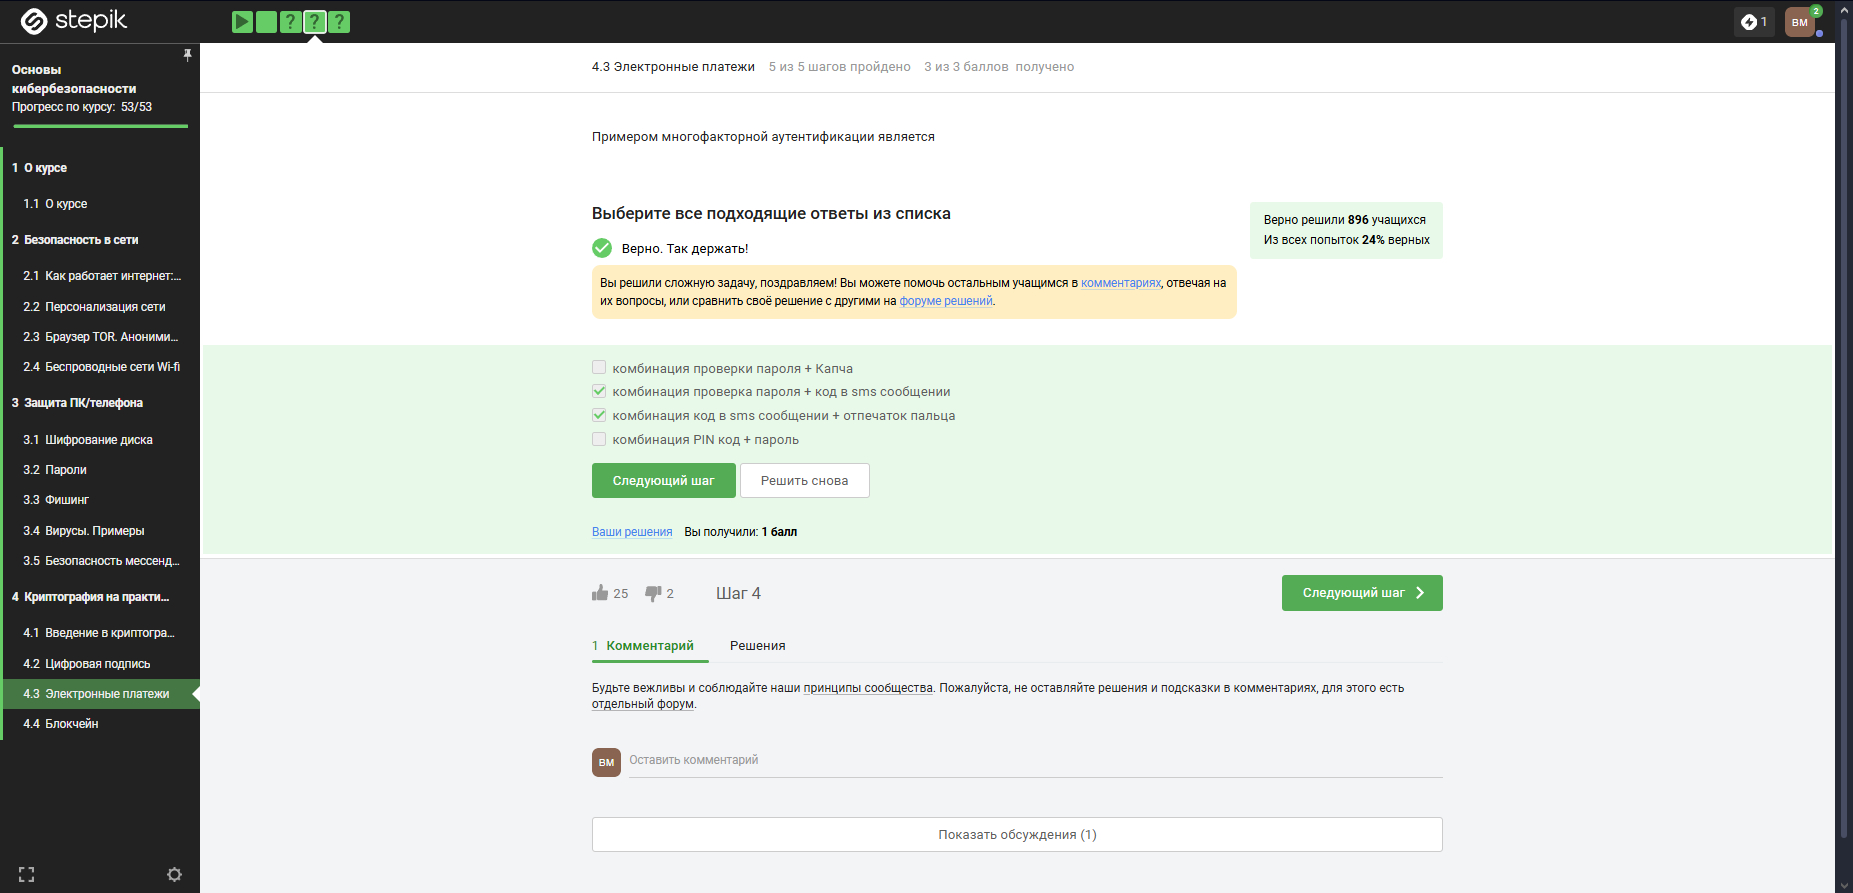 stepik
? ? ?
1
ВМ
2
Основы
кибербезопасности
Прогресс по курсу: 53/53
1 О курсе
1.1 О курсе
2 Безопасность в сети
2.1 Как работает интернет:...
2.2 Персонализация сети
2.3 Браузер TOR. Анонимн...
2.4 Беспроводные сети Wi-fi
3 Защита ПК/телефона
3.1 Шифрование диска
3.2 Пароли
3.3 Фишинг
3.4 Вирусы. Примеры
3.5 Безопасность мессенд...
4 Криптография на практи...
4.1 Введение в криптогра...
4.2 Цифровая подпись
4.3 Электронные платежи
4.4 Блокчейн
4.3 Электронные платежи 5 из 5 шагов пройдено 3 из 3 баллов получено
Примером многофакторной аутентификации является
Выберите все подходящие ответы из списка
Верно. Так держать!
Верно решили 896 учащихся
Из всех попыток 24% верных
Вы решили сложную задачу, поздравляем! Вы можете помочь остальным учащимся в комментариях, отвечая на
их вопросы, или сравнить своё решение с другими на форуме решений.
комбинация проверки пароля + Капча
комбинация проверка пароля + код в sms сообщении
комбинация код в sms сообщении + отпечаток пальца
комбинация PIN код + пароль
Следующий шаг Решить снова
Ваши решения Вы получили: 1 балл
25 2 Шаг 4 Следующий шаг
1 Комментарий Решения
Будьте вежливы и соблюдайте наши принципы сообщества. Пожалуйста, не оставляйте решения и подсказки в комментариях, для этого есть
отдельный форум.
ВМ Оставить комментарий
Показать обсуждения (1)